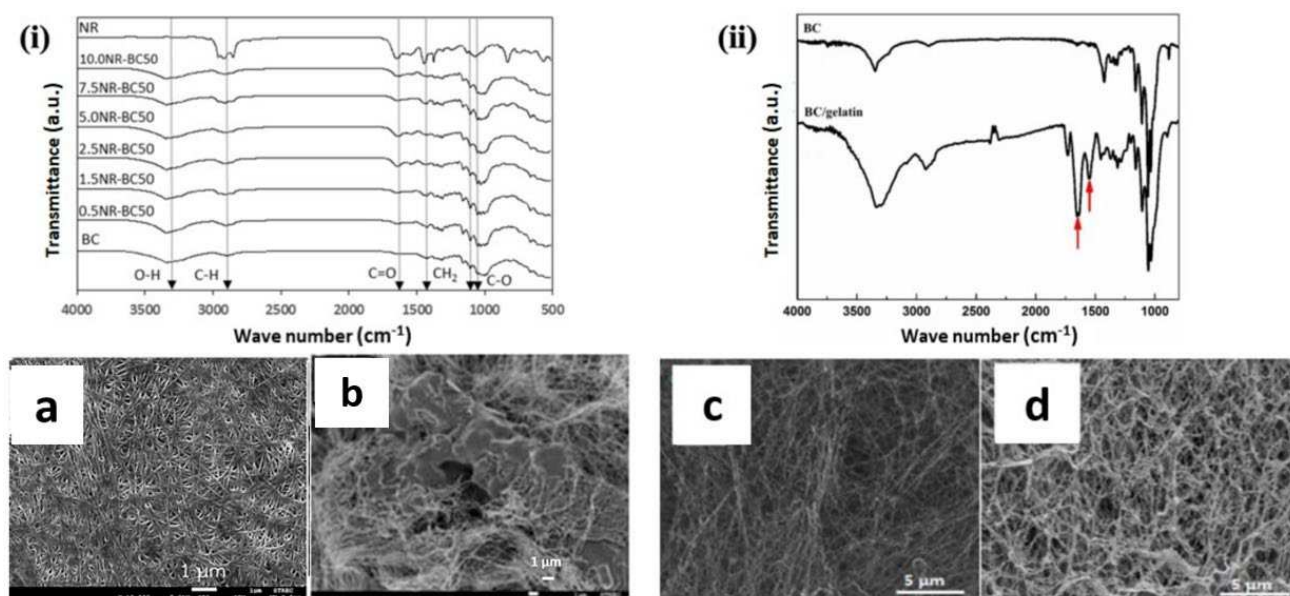 (i)
Transmittance (a.u.)
NR
10.0NR-BC50
7.5NR-BC50
5.0NR-BC50
2.5NR-BC50
1.5NR-BC50
0.5NR-BC50
BC
O-H
C-H
C=O
CH2
C-O
4000 3500 3000 2500 2000 1500 1000 500
Wave number (cm-1)
(ii)
Transmittance (a.u.)
BC
BC/gelatin
4000 3500 3000 2500 2000 1500 1000
Wave number (cm-1)
a
1 μm
1μm
b
1 μm
c
5 μm
d
5 μm